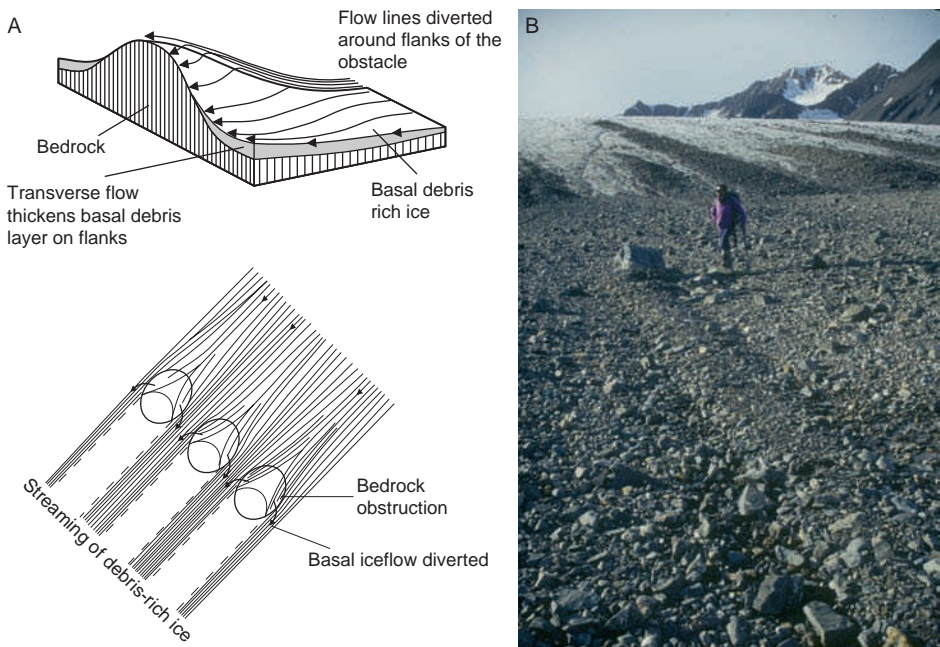 A
Flow lines diverted
around flanks of the
obstacle
Bedrock
Transverse flow
thickens basal debris
layer on flanks
Basal debris
rich ice
Bedrock
obstruction
Basal iceflow diverted
Streaming of debris-rich ice
B